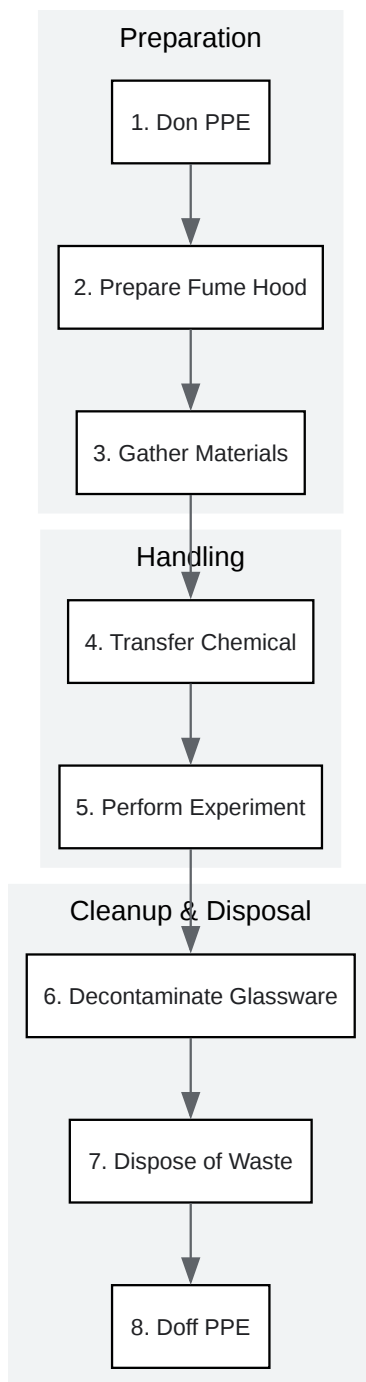 Preparation
1. Don PPE
2. Prepare Fume Hood
3. Gather Materials
Handling
4. Transfer Chemical
5. Perform Experiment
Cleanup & Disposal
6. Decontaminate Glassware
7. Dispose of Waste
8. Doff PPE